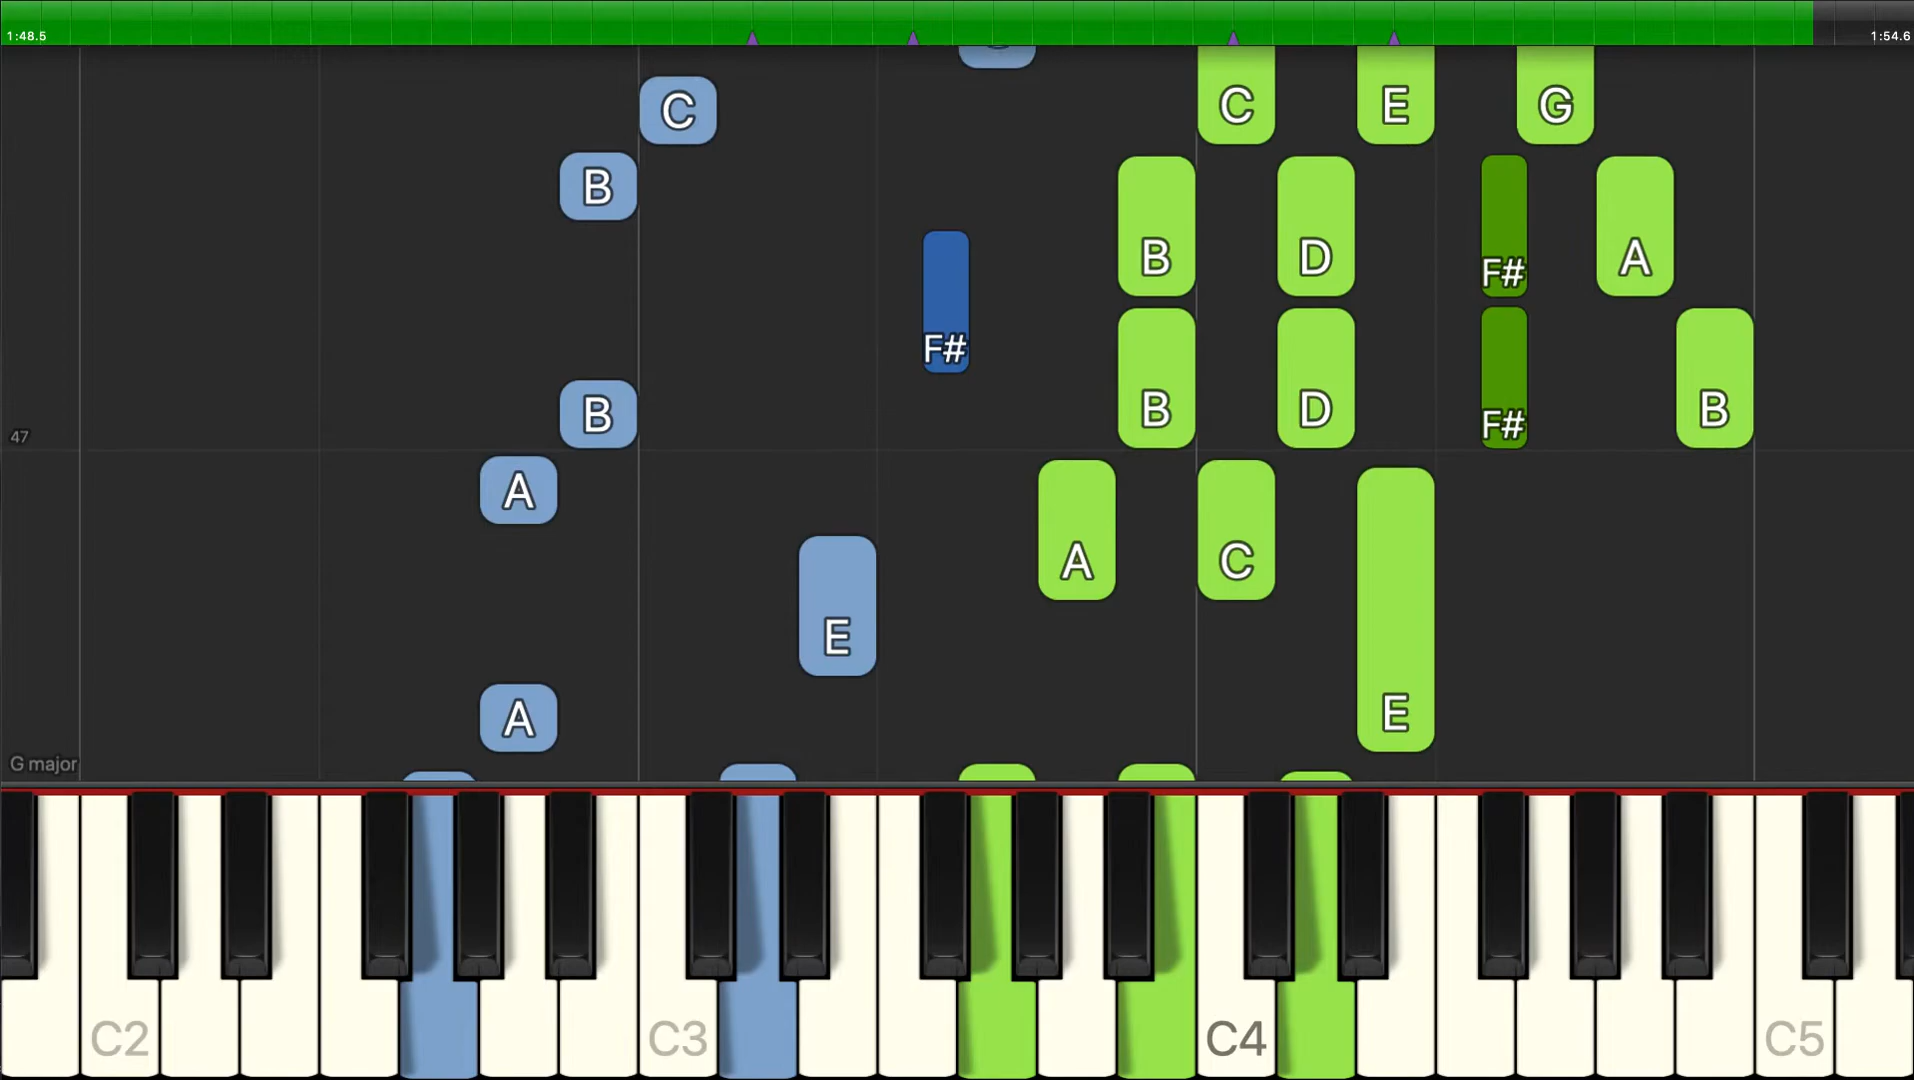 1:48.5 1:54.6
C C E G
B B D F# A
F#
B B D F# B
47
A A C
E
A E
G major
C2 C3 C4 C5